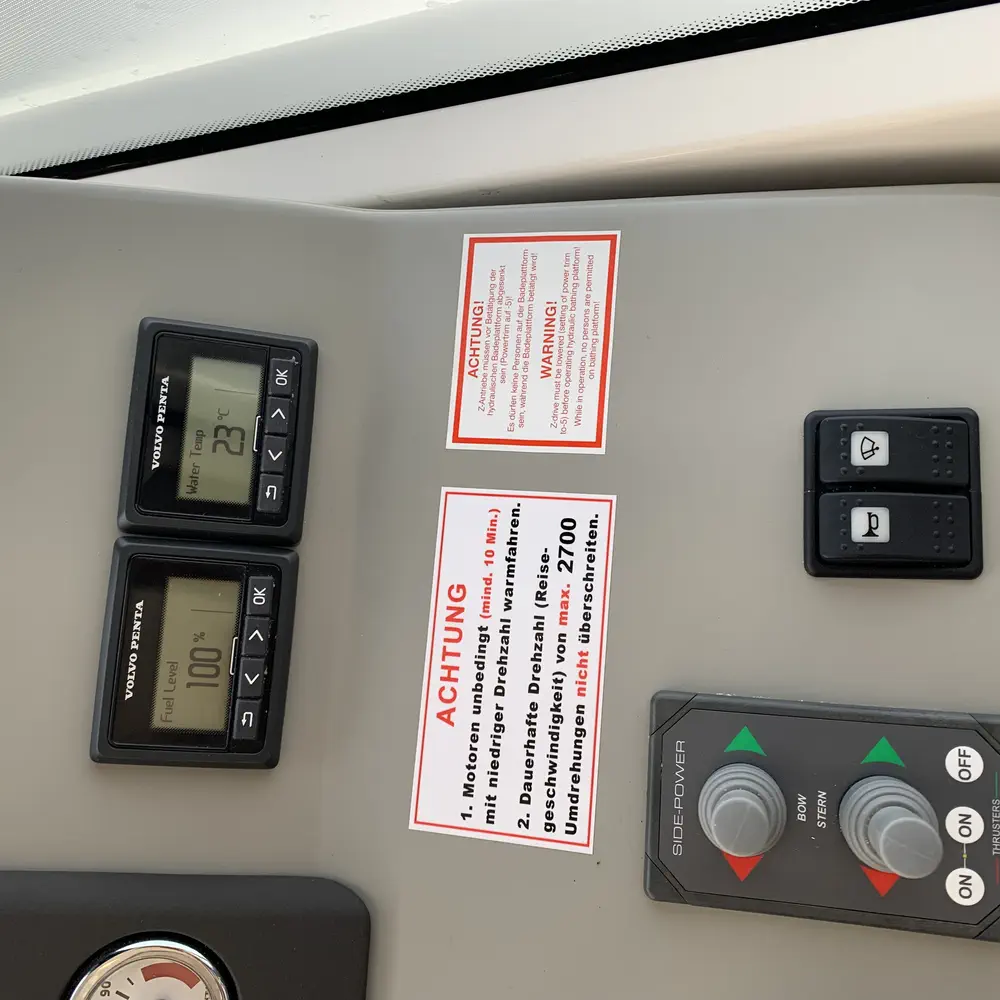 VOLVO PENTA
Water Temp
23 °C
OK
VOLVO PENTA
Fuel Level
100 %
OK
ACHTUNG!
Z-Antriebe müssen vor Betätigung der
hydraulischen Badeplattform abgesenkt
sein (Powertrim auf -5)!
Es dürfen keine Personen auf der Badeplattform
sein, während die Badeplattform betätigt wird!
WARNING!
Z-drive must be lowered (setting of power trim
to-5) before operating hydraulic bathing platform!
While in operation, no persons are permitted
on bathing platform!
ACHTUNG
1. Motoren unbedingt (mind. 10 Min.)
mit niedriger Drehzahl warmfahren.
2. Dauerhafte Drehzahl (Reise-
geschwindigkeit) von max. 2700
Umdrehungen nicht überschreiten.
SIDE-POWER
BOW
STERN
ON ON OFF
THRUSTERS
90